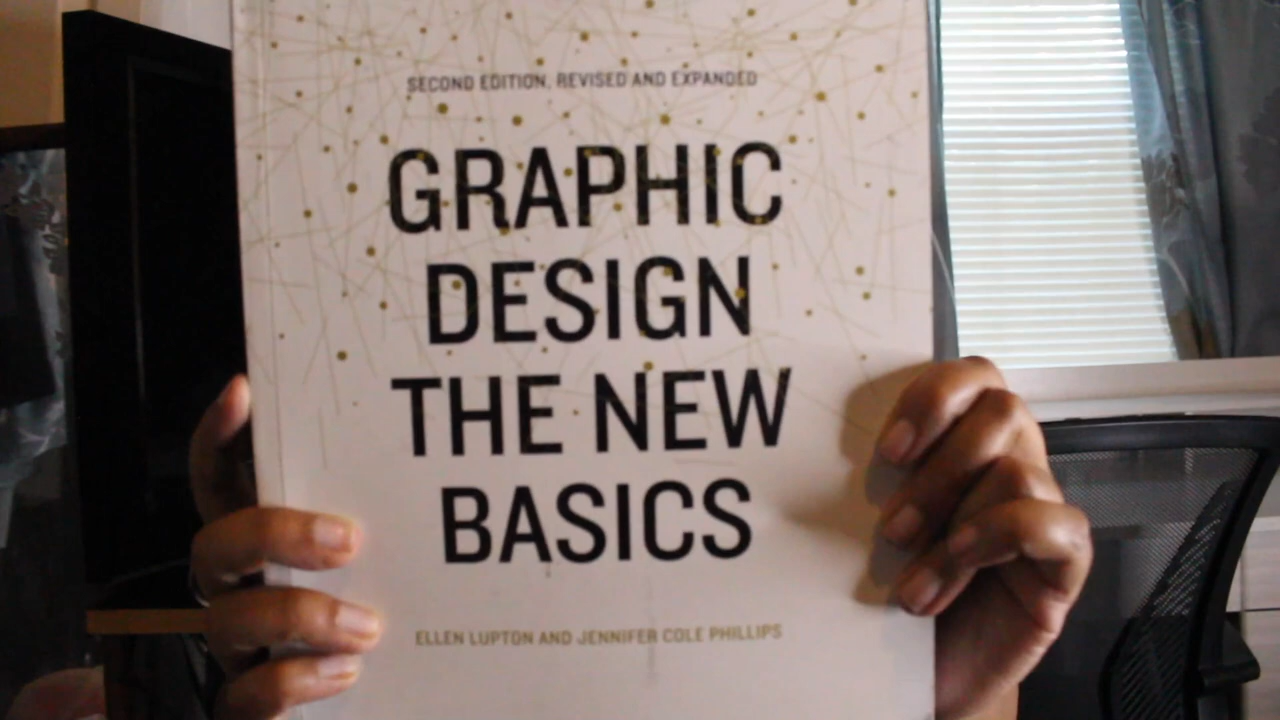 SECOND EDITION, REVISED AND EXPANDED
GRAPHIC
DESIGN
THE NEW
BASICS
ELLEN LUPTON AND JENNIFER COLE PHILLIPS